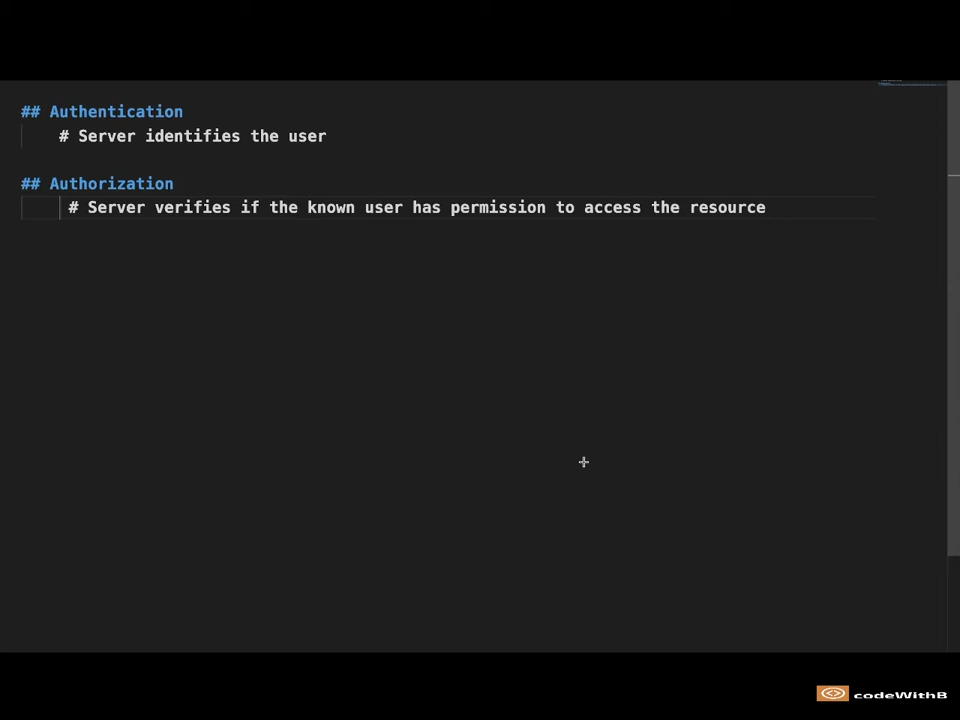 ## Authentication
# Server identifies the user
## Authorization
# Server verifies if the known user has permission to access the resource
codeWithB